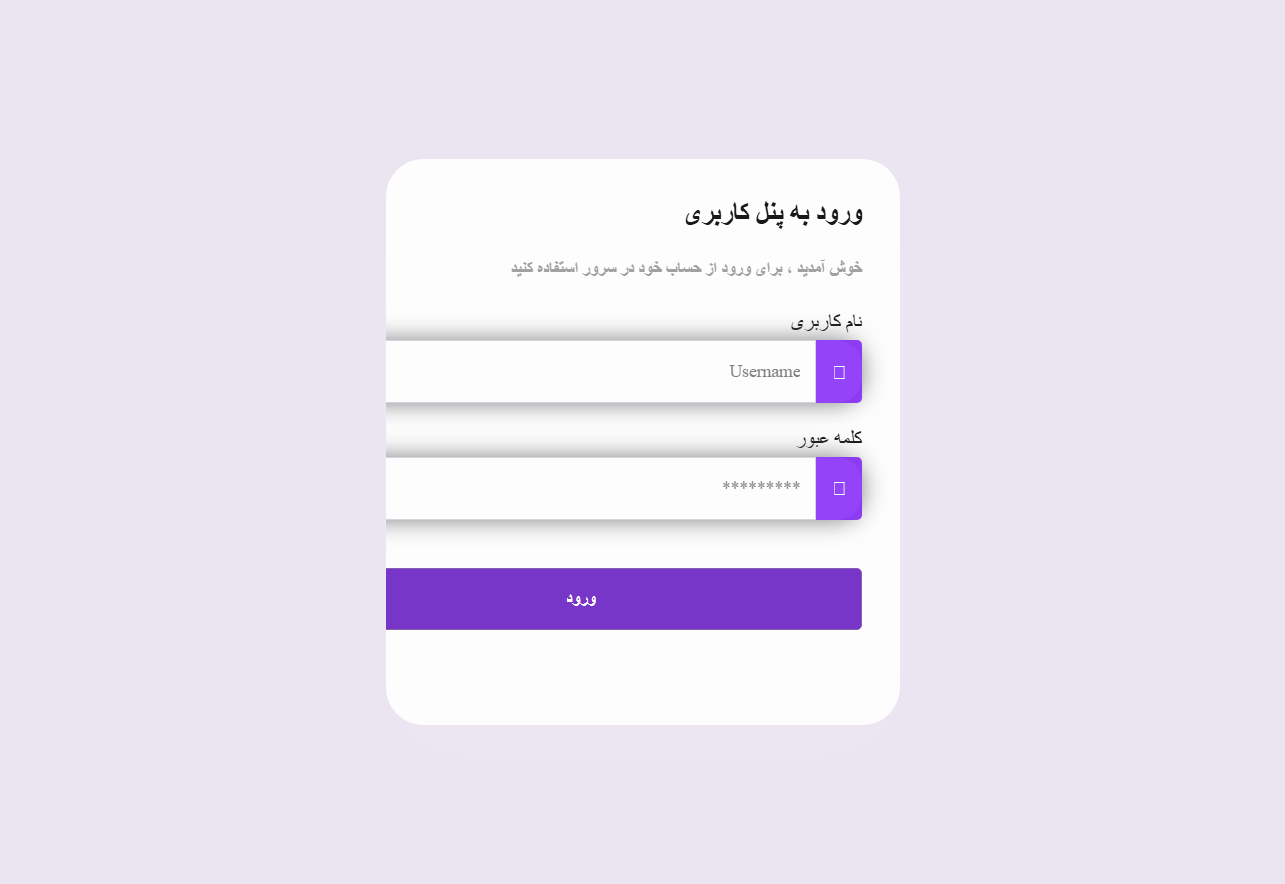 ورود به پنل کاربری
خوش آمدید ، برای ورود از حساب خود در سرور استفاده کنید
نام کاربری
Username
کلمه عبور
*********
ورود